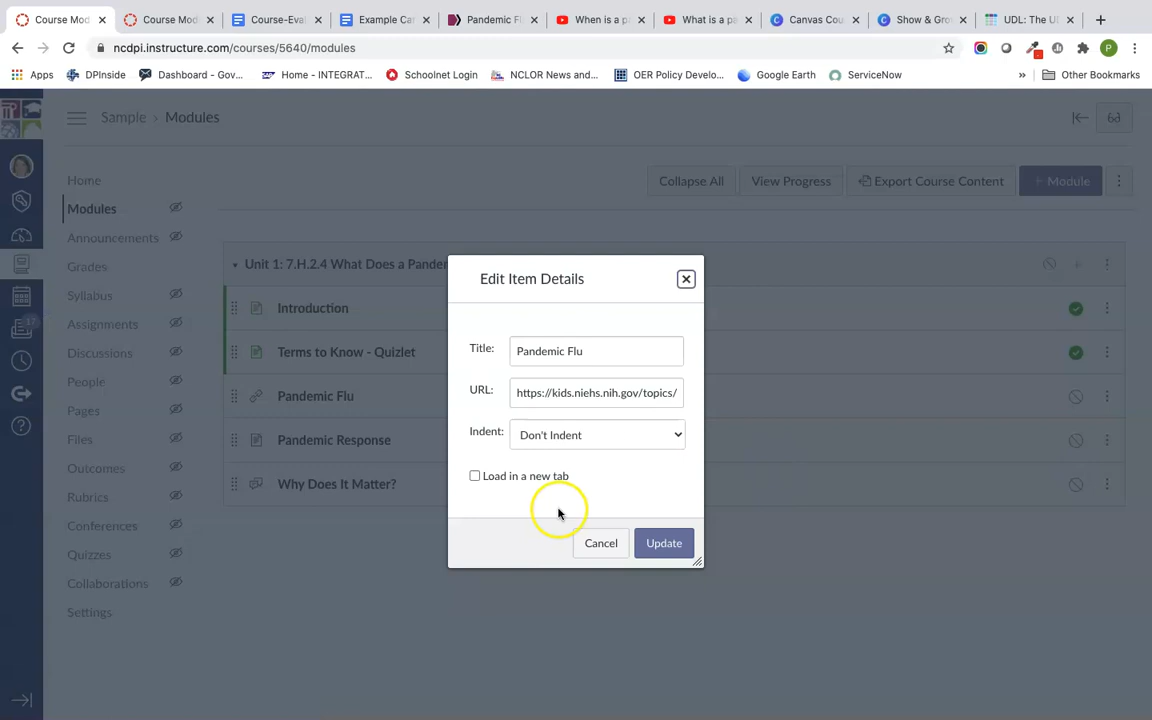 Course Mod
Course Mod
Course-Eval
Example Car
Pandemic Fl
When is a p
What is a pa
Canvas Cou
Show & Gro
UDL: The U
ncdpi.instructure.com/courses/5640/modules
P
Apps
DPInside
Dashboard - Gov...
Home - INTEGRAT...
Schoolnet Login
NCLOR News and...
OER Policy Develo...
Google Earth
ServiceNow
»
Other Bookmarks
Sample › Modules
Home
Modules
Announcements
Grades
Syllabus
Assignments
Discussions
People
Pages
Files
Outcomes
Rubrics
Conferences
Quizzes
Collaborations
Settings
17
Collapse All
View Progress
Export Course Content
+ Module
Unit 1: 7.H.2.4 What Does a Pander
Introduction
Terms to Know - Quizlet
Pandemic Flu
Pandemic Response
Why Does It Matter?
Edit Item Details
Title: Pandemic Flu
URL: https://kids.niehs.nih.gov/topics/
Indent: Don't Indent
Load in a new tab
Cancel
Update